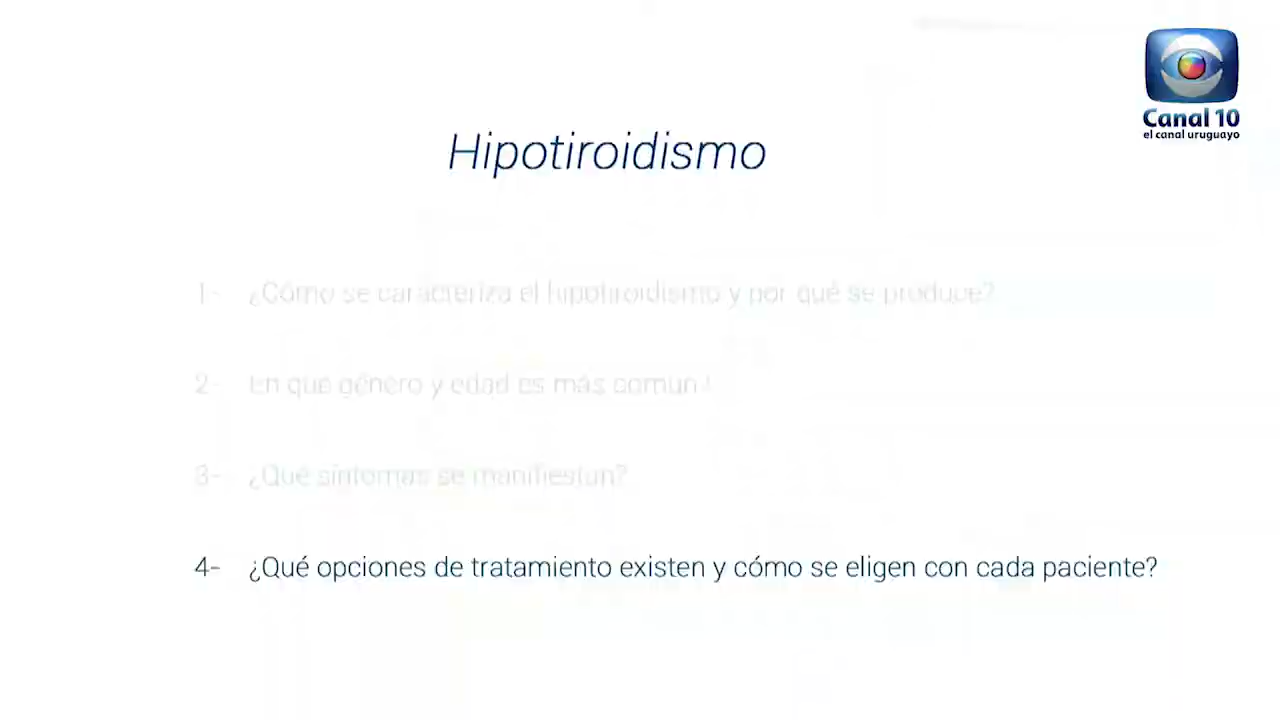 Canal 10
el canal uruguayo
Hipotiroidismo
1- ¿Cómo se caracteriza el hipotiroidismo y por qué se produce?
2- En que género y edad es más comun
3- ¿Qué síntomas se manifiestan?
4- ¿Qué opciones de tratamiento existen y cómo se eligen con cada paciente?